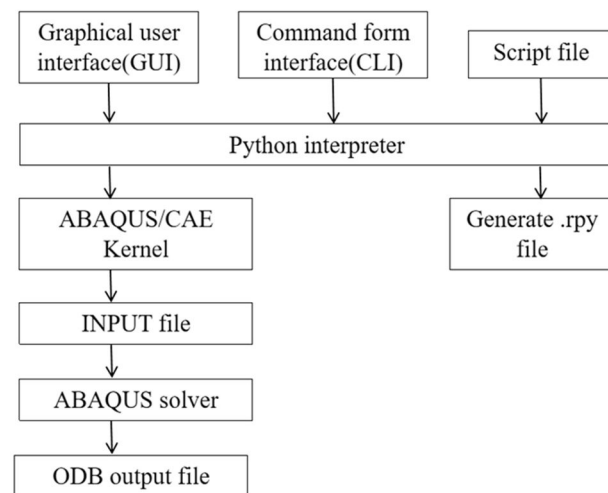 Graphical user
interface(GUI)
Command form
interface(CLI)
Script file
Python interpreter
ABAQUS/CAE
Kernel
Generate .rpy
file
INPUT file
ABAQUS solver
ODB output file